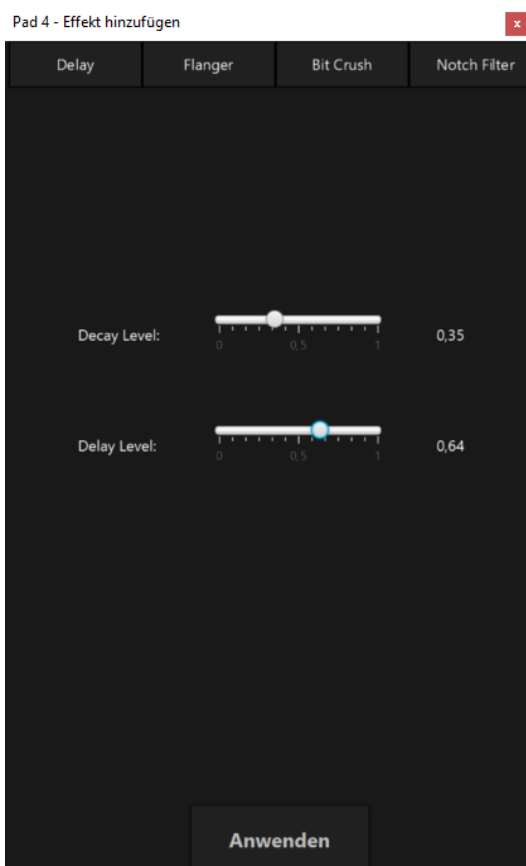 Pad 4 - Effekt hinzufügen x
Delay Flanger Bit Crush Notch Filter
Decay Level: 0,35
0 0,5 1
Delay Level: 0,64
0 0,5 1
Anwenden